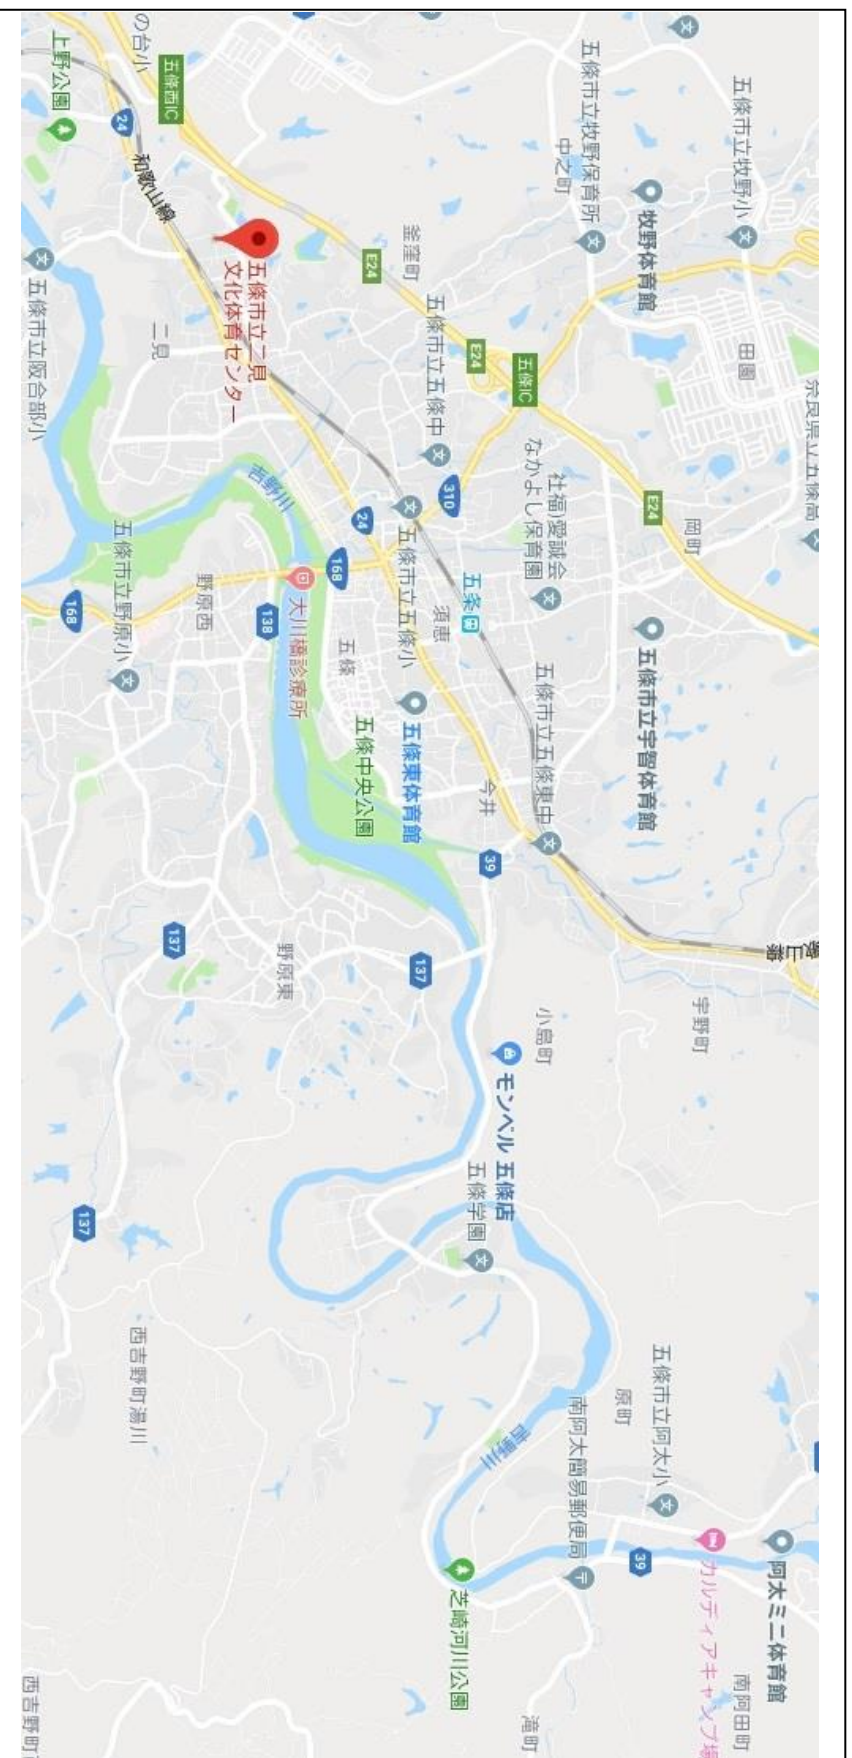 の台小
五條西IC
上野公園
24
和歌山線
五條市立二見
文化体育センター
五條市立阪合部小
二見
釜窪町
E24
五條市立五條中
E24
五條IC
五條市立牧野保育所
中之町
牧野体育館
五條市立牧野小
田園
奈良県立五條高
岡町
E24
310
社福)愛誠会
なかよし保育園
吉野川
24
168
五條市立五條小
五条
須恵
五條市立宇智体育館
五條市立五條東中
五條市立野原小
168
野原西
138
大川橋診療所
五條
五條中央公園
五條東体育館
今井
39
137
野原東
137
小島町
宇野町
モンベル 五條店
五條学園
137
西吉野町湯川
吉野川
原町
五條市立阿太小
南阿太簡易郵便局
39
カルディアキャンプ場
阿太ミニ体育館
南阿田町
芝崎河川公園
滝町
西吉野町